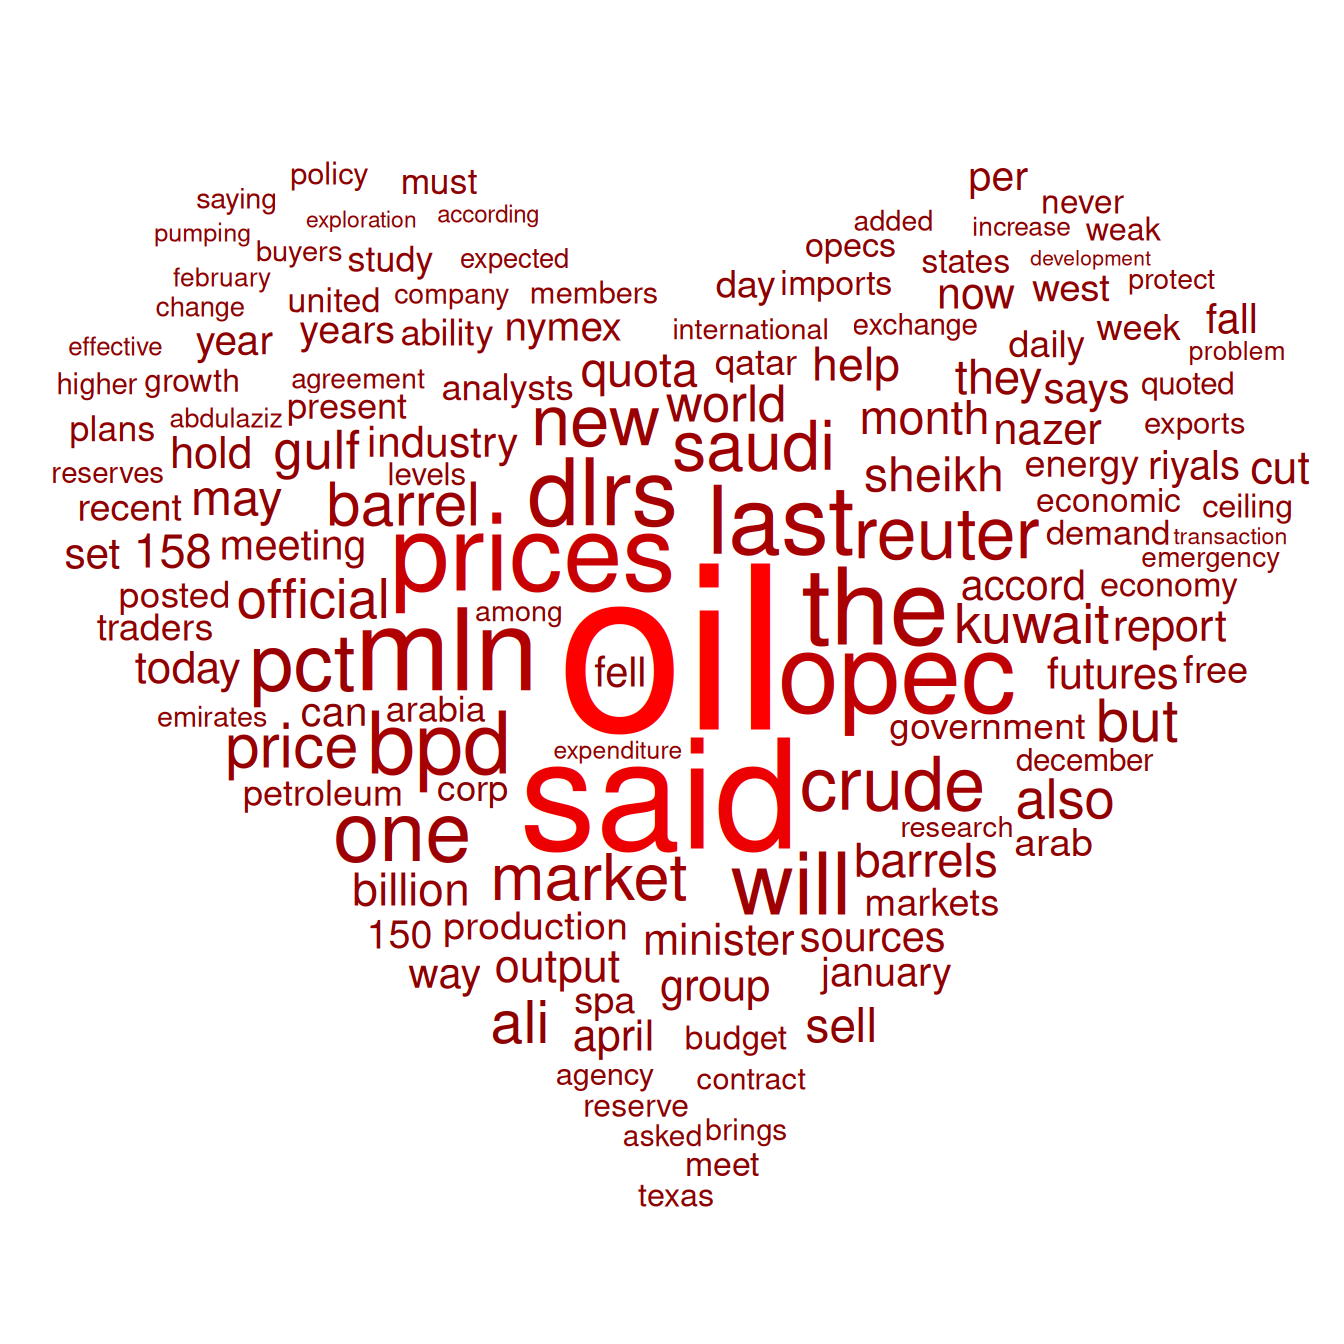 policy must per
saying never
exploration according added increase weak
pumping
buyers study expected opecs states development
february day imports now west protect
change united company members
effective year years ability nymex international exchange daily week fall
problem
higher growth agreement analysts quota qatar help they says quoted
plans abdulaziz present new world month nazer exports
hold gulf industry saudi
reserves levels sheikh energy riyals cut
recent may barrel dlrs last reuter economic ceiling
set 158 meeting prices demand transaction
emergency
posted official among oil the accord economy
traders kuwait report
today pct mln fell opec futures free
emirates can arabia government but
price bpd expenditure december
petroleum corp said crude also
one research arab
billion market will barrels
markets
150 production minister sources
way output group january
spa
ali april budget sell
agency contract
reserve
asked brings
meet
texas